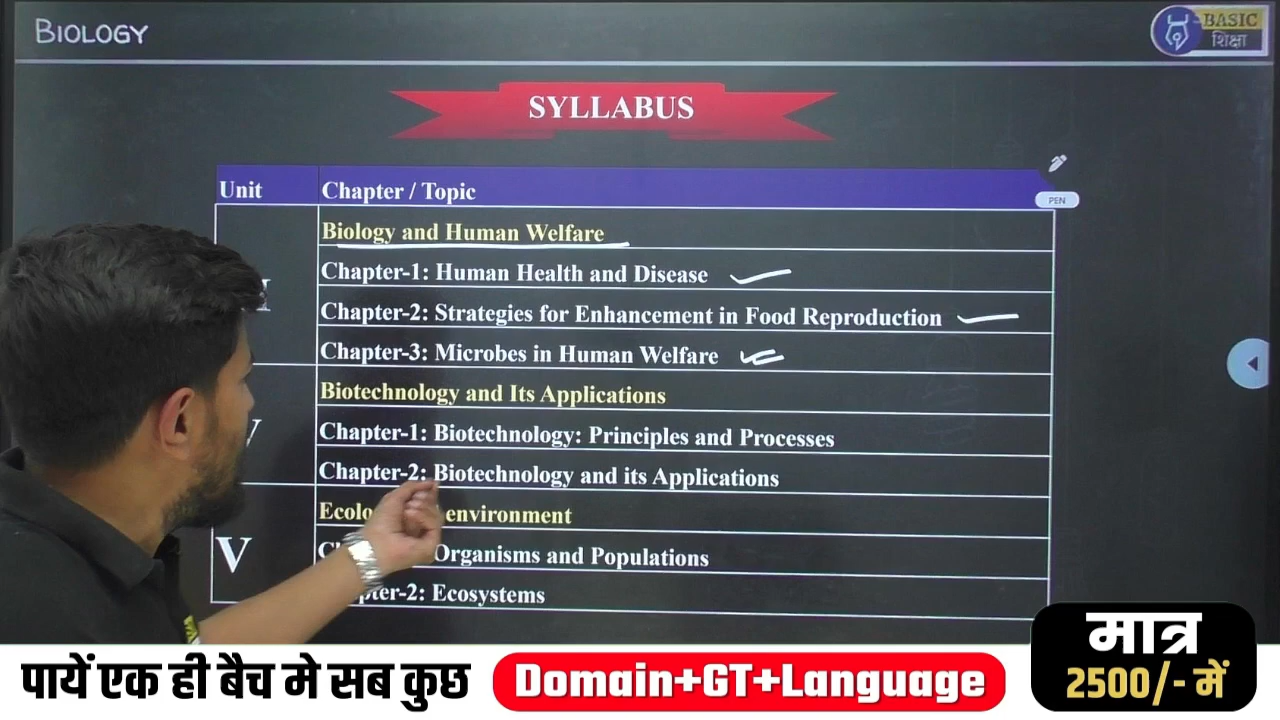 BIOLOGY
BASIC
शिक्षा
SYLLABUS
Unit Chapter / Topic
PEN
Biology and Human Welfare
Chapter-1: Human Health and Disease
Chapter-2: Strategies for Enhancement in Food Reproduction
Chapter-3: Microbes in Human Welfare
Biotechnology and Its Applications
Chapter-1: Biotechnology: Principles and Processes
Chapter-2: Biotechnology and its Applications
environment
V Organisms and Populations
Ecosystems
पायें एक ही बैच मे सब कुछ Domain+GT+Language
मात्र
2500/- में